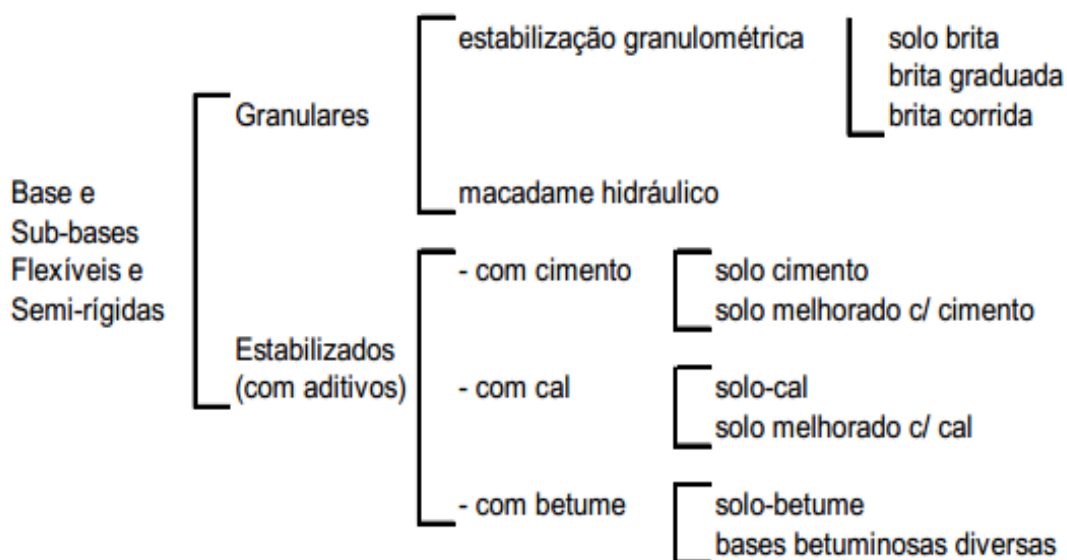 Base e
Sub-bases
Flexíveis e
Semi-rígidas
Granulares
estabilização granulométrica
solo brita
brita graduada
brita corrida
macadame hidráulico
Estabilizados
(com aditivos)
- com cimento
solo cimento
solo melhorado c/ cimento
- com cal
solo-cal
solo melhorado c/ cal
- com betume
solo-betume
bases betuminosas diversas